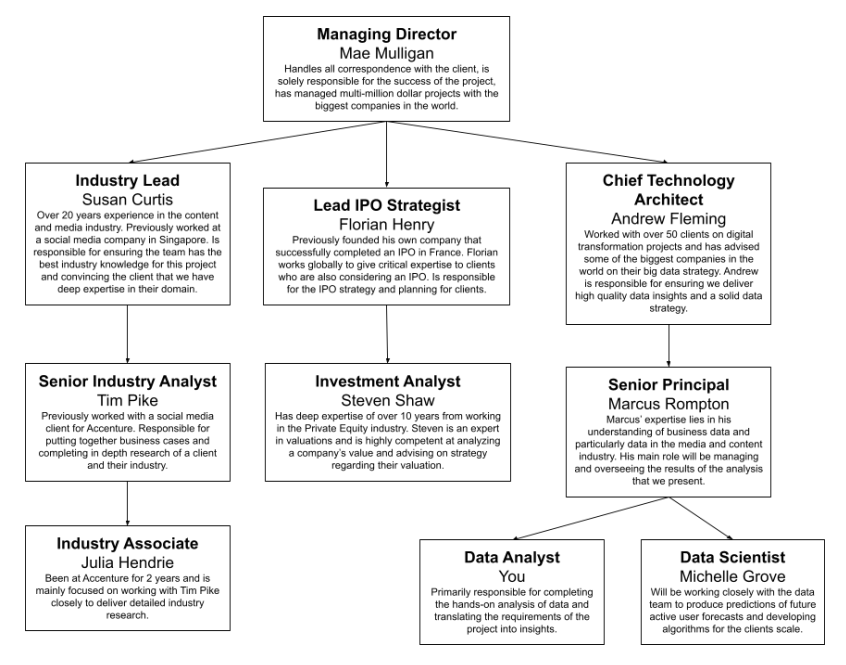 Managing Director
Mae Mulligan
Handles all correspondence with the client, is
solely responsible for the success of the project,
has managed multi-million dollar projects with the
biggest companies in the world.
Industry Lead
Susan Curtis
Over 20 years experience in the content
and media industry. Previously worked at
a social media company in Singapore. Is
responsible for ensuring the team has the
best industry knowledge for this project
and convincing the client that we have
deep expertise in their domain.
Lead IPO Strategist
Florian Henry
Previously founded his own company that
successfully completed an IPO in France. Florian
works globally to give critical expertise to clients
who are also considering an IPO. Is responsible
for the IPO strategy and planning for clients.
Chief Technology
Architect
Andrew Fleming
Worked with over 50 clients on digital
transformation projects and has advised
some of the biggest companies in the
world on their big data strategy. Andrew
is responsible for ensuring we deliver
high quality data insights and a solid data
strategy.
Senior Industry Analyst
Tim Pike
Previously worked with a social media
client for Accenture. Responsible for
putting together business cases and
completing in depth research of a client
and their industry.
Investment Analyst
Steven Shaw
Has deep expertise of over 10 years from working
in the Private Equity industry. Steven is an expert
in valuations and is highly competent at analyzing
a company's value and advising on strategy
regarding their valuation.
Senior Principal
Marcus Rompton
Marcus' expertise lies in his
understanding of business data and
particularly data in the media and content
industry. His main role will be managing
and overseeing the results of the analysis
that we present.
Industry Associate
Julia Hendrie
Been at Accenture for 2 years and is
mainly focused on working with Tim Pike
closely to deliver detailed industry
research.
Data Analyst
You
Primarily responsible for completing
the hands-on analysis of data and
translating the requirements of the
project into insights.
Data Scientist
Michelle Grove
Will be working closely with the data
team to produce predictions of future
active user forecasts and developing
algorithms for the clients scale.